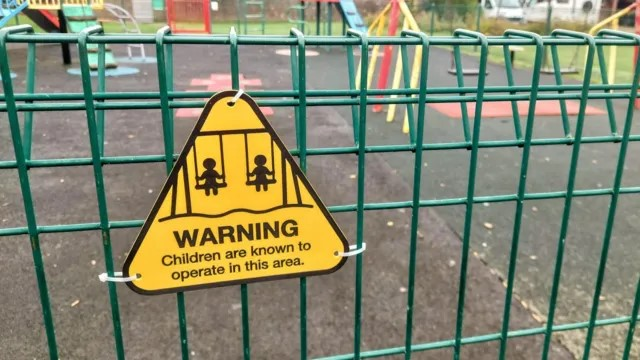 WARNING
Children are known to
operate in this area.